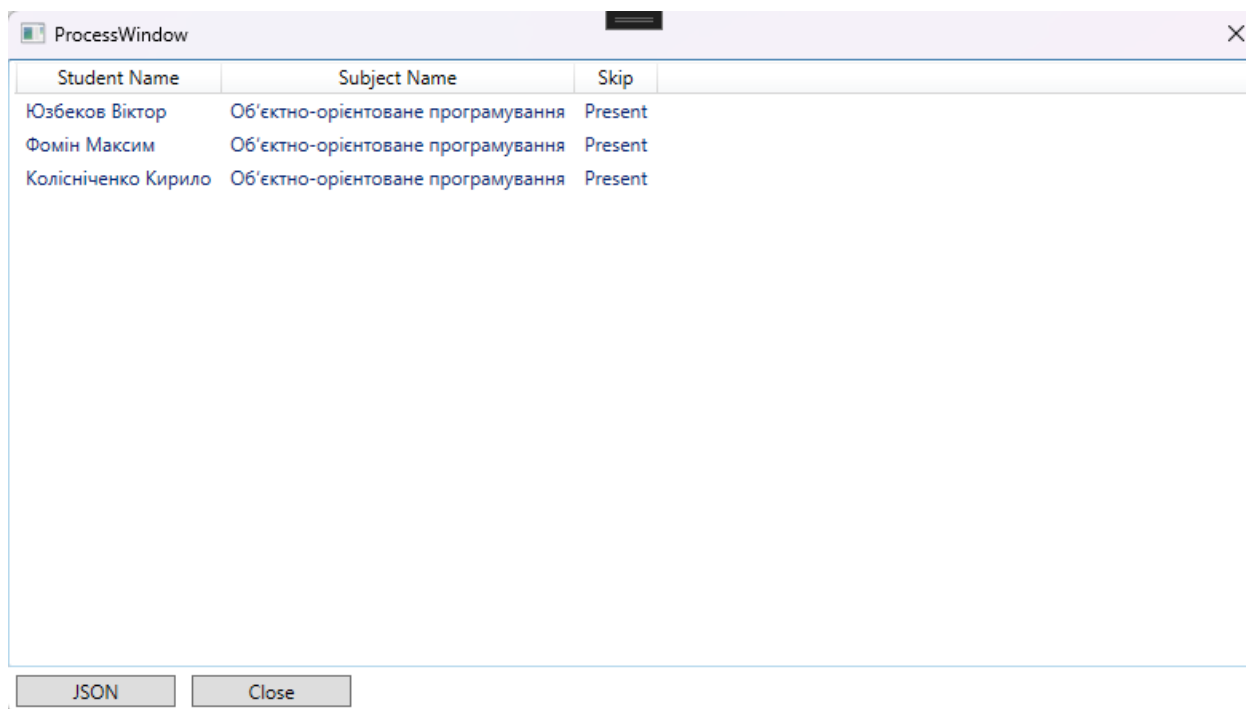 ProcessWindow
Student Name Subject Name Skip
Юзбеков Віктор Об’єктно-орієнтоване програмування Present
Фомін Максим Об’єктно-орієнтоване програмування Present
Колісніченко Кирило Об’єктно-орієнтоване програмування Present
JSON Close